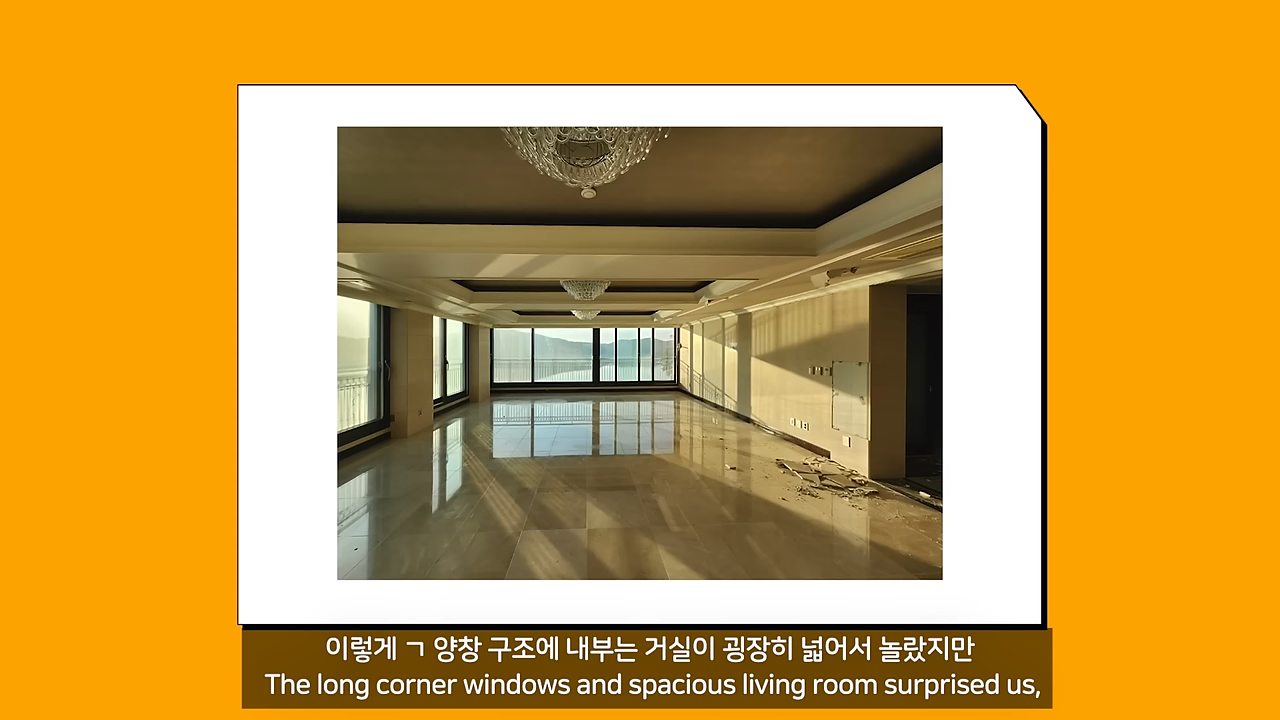 이렇게 ㄱ 양창 구조에 내부는 거실이 굉장히 넓어서 놀랐지만
The long corner windows and spacious living room surprised us,